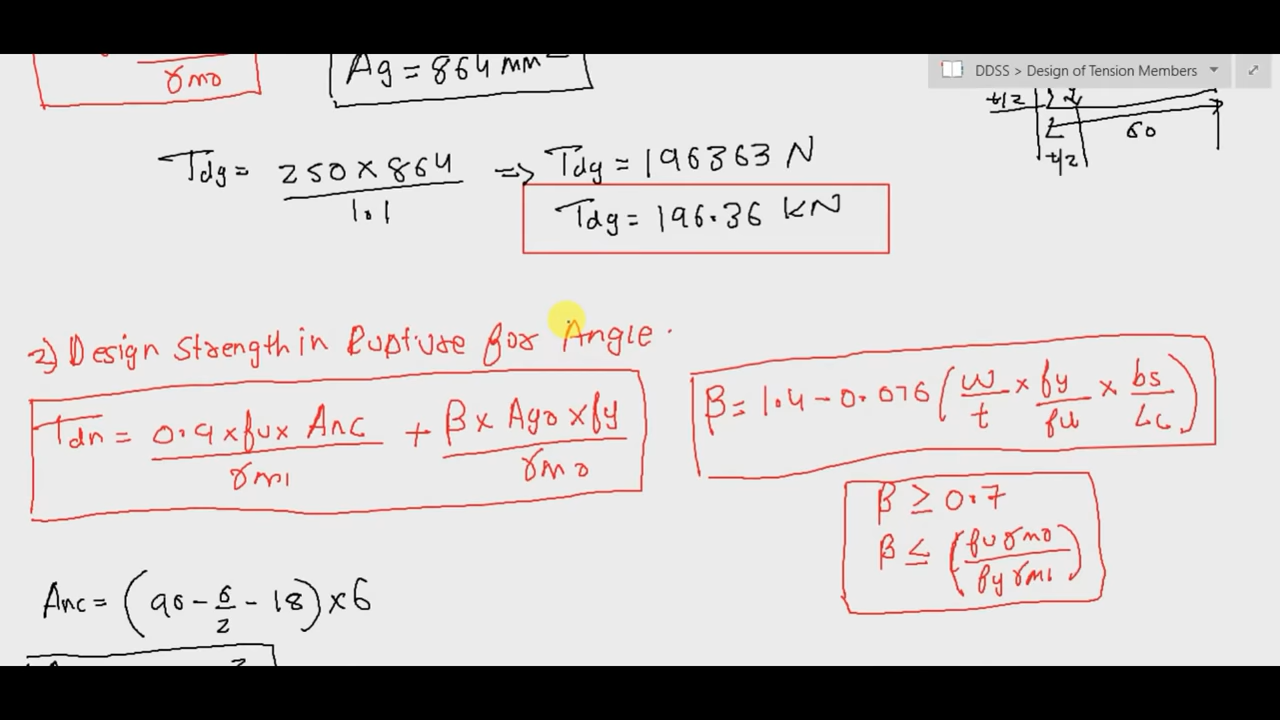 γm0
Ag = 864 mm²
DDSS > Design of Tension Members
t/2
60
t/2
Tdg = 250 × 864 / 1.1 => Tdg = 196363 N
Tdg = 196.36 KN
2) Design Strength in Rupture for Angle.
Tdn = 0.9 × fu × Anc / γm1 + β × Ago × fy / γm0
β = 1.4 - 0.076 (w/t × fy/fu × bs/Lc)
β ≥ 0.7
β ≤ (fu γm0 / fy γm1)
Anc = (90 - 6/2 - 18) × 6